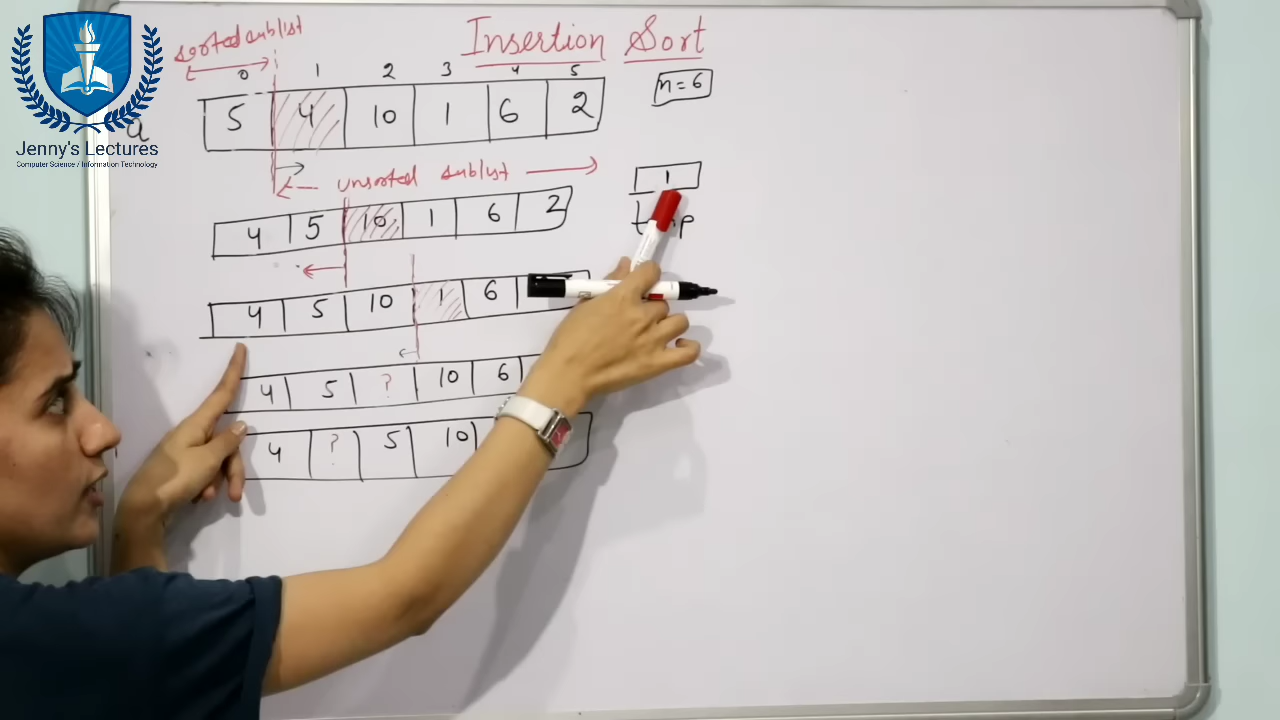 Jenny's Lectures
Computer Science / Information Technology
Insertion Sort
sorted sublist
0 1 2 3 4 5
n=6
5 4 10 1 6 2
a
unsorted sublist
1
4 5 10 1 6 2
4 5 10 1 6
4 5 ? 10 6
4 ? 5 10